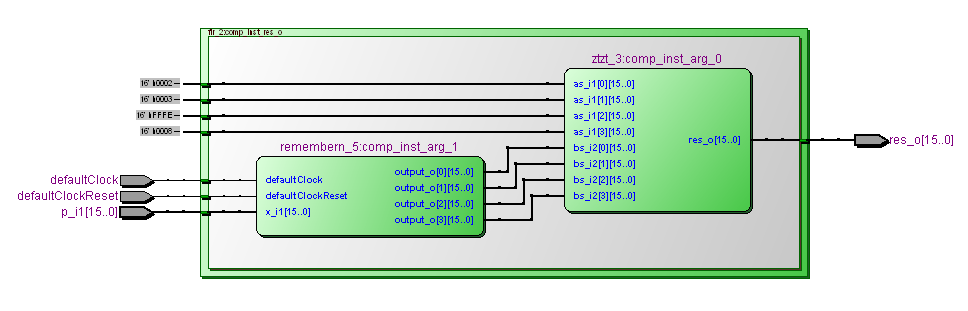 fir_2:comp_inst_res_o
ztzt_3:comp_inst_arg_0
16' h0002
as_i1[0][15..0]
16' h0003
as_i1[1][15..0]
16' hFFFE
as_i1[2][15..0]
16' h0008
as_i1[3][15..0]
res_o[15..0]
res_o[15..0]
remembern_5:comp_inst_arg_1
bs_i2[0][15..0]
bs_i2[1][15..0]
bs_i2[2][15..0]
bs_i2[3][15..0]
defaultClock
defaultClockReset
p_i1[15..0]
defaultClock
defaultClockReset
x_i1[15..0]
output_o[0][15..0]
output_o[1][15..0]
output_o[2][15..0]
output_o[3][15..0]